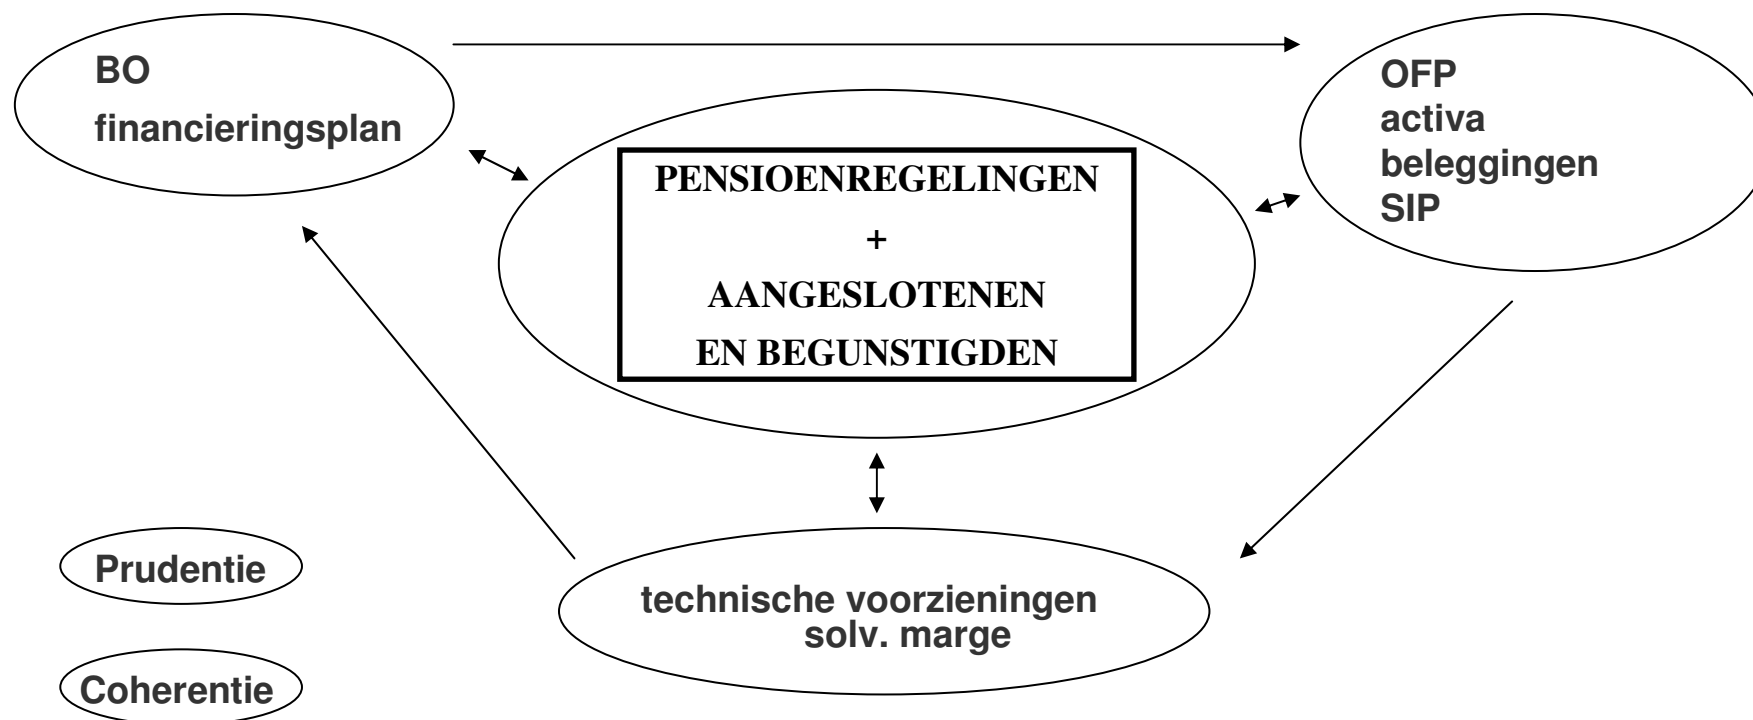 BO
financieringsplan
OFP
activa
beleggingen
SIP
PENSIOENREGELINGEN
+
AANGESLOTENEN
EN BEGUNSTIGDEN
technische voorzieningen
solv. marge
Prudentie
Coherentie